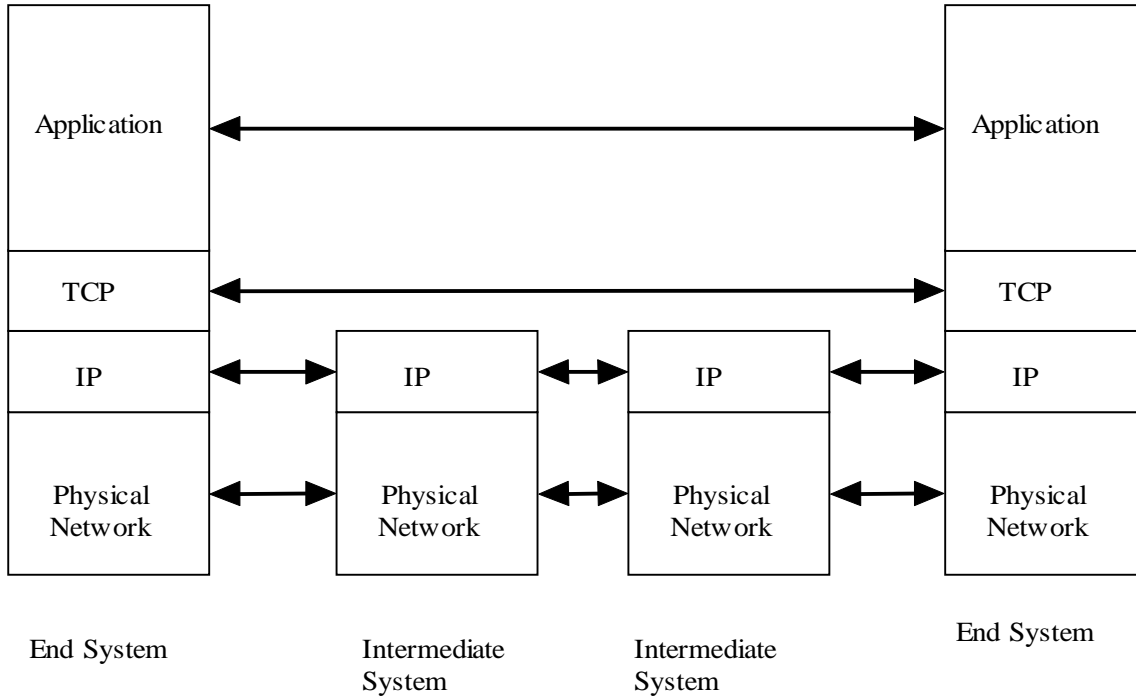 Application
Application
TCP
TCP
IP
IP
IP
IP
Physical
Network
Physical
Network
Physical
Network
Physical
Network
End System
Intermediate
System
Intermediate
System
End System